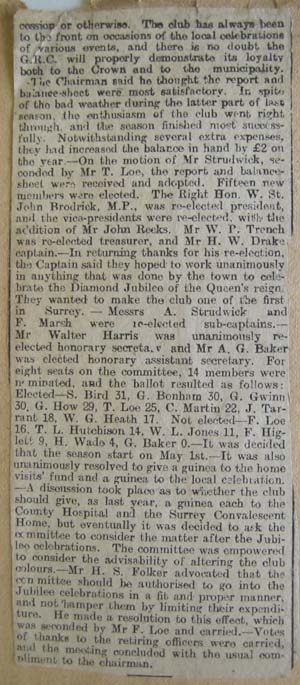 cession or otherwise. The club has always been
to the front on occasions of the local celebrations
of various events, and there is no doubt the
G.R.C. will properly demonstrate its loyalty
both to the Crown and to the municipality.
-The Chairman said he thought the report and
balance-sheet were most satisfactory. In spite
of the bad weather during the latter part of last
season, the enthusiasm of the club went right
through, and the season finished most success-
fully. Notwithstanding several extra expenses,
they had increased the balance in hand by £2 on
the year.—On the motion of Mr Strudwick, se-
conded by Mr T. Loe, the report and balance-
sheet were received and adopted. Fifteen new
members were elected. The Right Hon. W. St.
John Brodrick, M.P., was re-elected president,
and the vice-presidents were re-elected, with the
addition of Mr John Reeks. Mr W. P. Trench
was re-elected treasurer, and Mr H. W. Drake
captain.—In returning thanks for his re-election,
the Captain said they hoped to work unanimously
in anything that was done by the town to cele-
brate the Diamond Jubilee of the Queen's reign.
They wanted to make the club one of the first
in Surrey. — Messrs A. Strudwick and
F. Marsh were re-elected sub-captains.—
Mr Walter Harris was unanimously re-
elected honorary secretary and Mr A. G. Baker
was elected honorary assistant secretary. For
eight seats on the committee, 14 members were
nominated, and the ballot resulted as follows:
Elected—S. Bird 31, G. Bonham 30, G. Gwinn
30, G. How 29, T. Loe 25, C. Martin 22, J. Tar-
rant 18, W. G. Heath 17. Not elected—F. Loe
16, T. L. Hutchison 14, W. L. Jones 11, F. Hig-
lett 9, H. Wade 4, G. Baker 0.—It was decided
that the season start on May 1st.—It was also
unanimously resolved to give a guinea to the home
visits' fund and a guinea to the local celebration.
—A discussion took place as to whether the club
should give, as last year, a guinea each to the
County Hospital and the Surrey Convalescent
Home, but eventually it was decided to ask the
committee to consider the matter after the Jubi-
lee celebrations. The committee was empowered
to consider the advisability of altering the club
colours.—Mr H. S. Folker advocated that the
committee should be authorised to go into the
Jubilee celebrations in a fit and proper manner,
and not hamper them by limiting their expendi-
ture. He made a resolution to this effect, which
was seconded by Mr F. Loe and carried.—Votes
of thanks to the retiring officers were carried,
and the meeting concluded with the usual com-
pliment to the chairman.